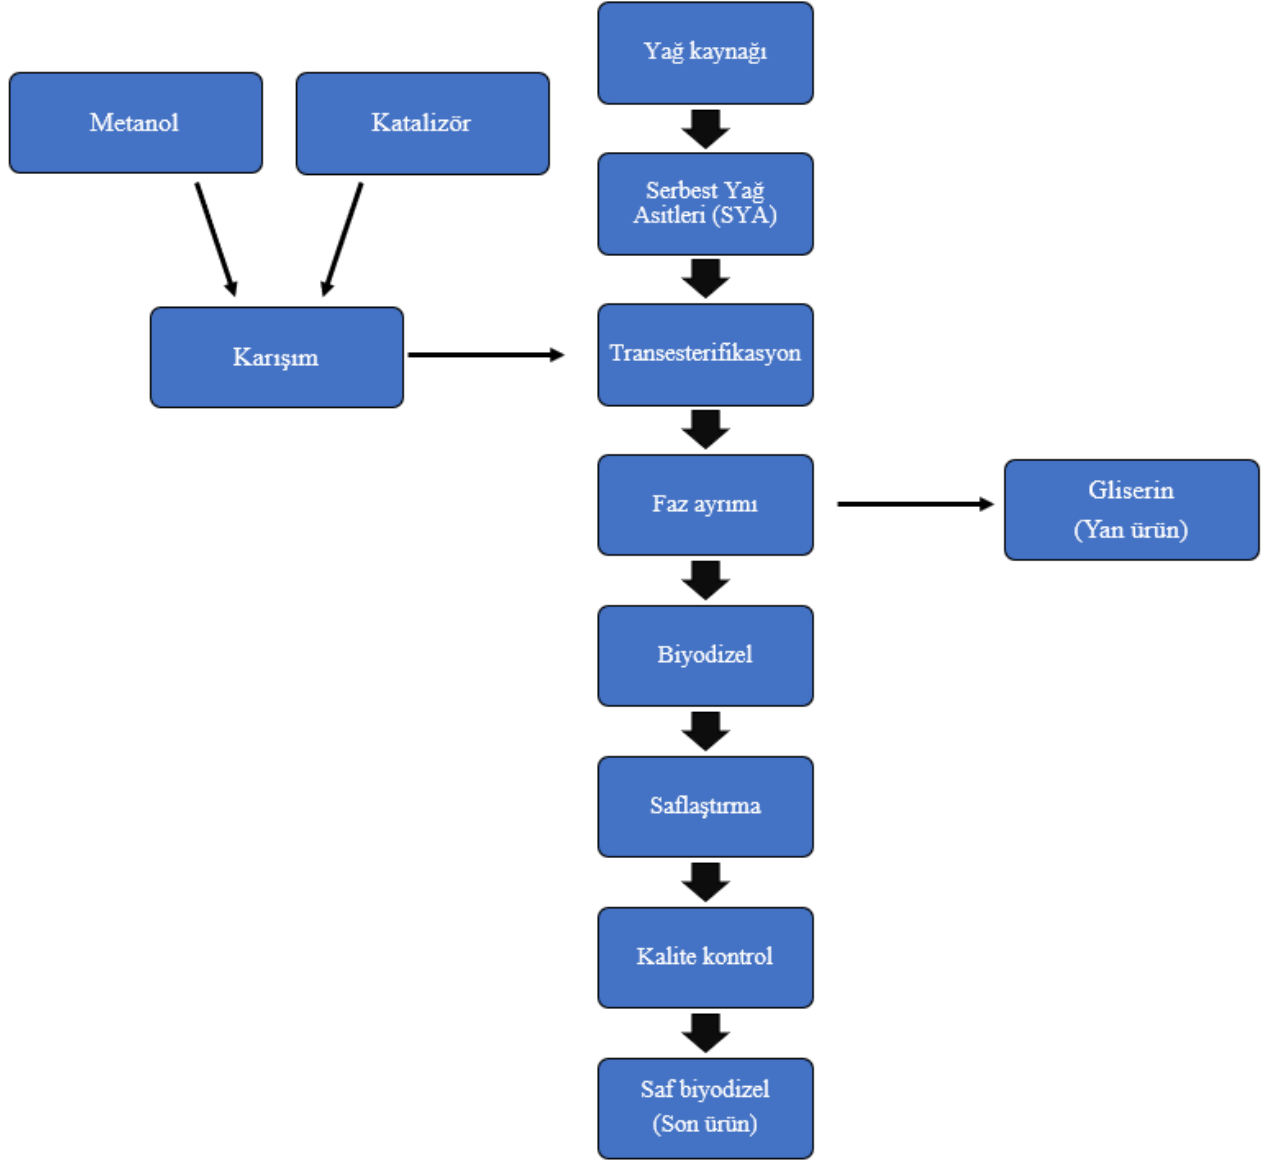 Yağ kaynağı
Metanol
Katalizör
Serbest Yağ
Asitleri (SYA)
Karışım
Transesterifikasyon
Faz ayrımı
Gliserin
(Yan ürün)
Biyodizel
Saflaştırma
Kalite kontrol
Saf biyodizel
(Son ürün)